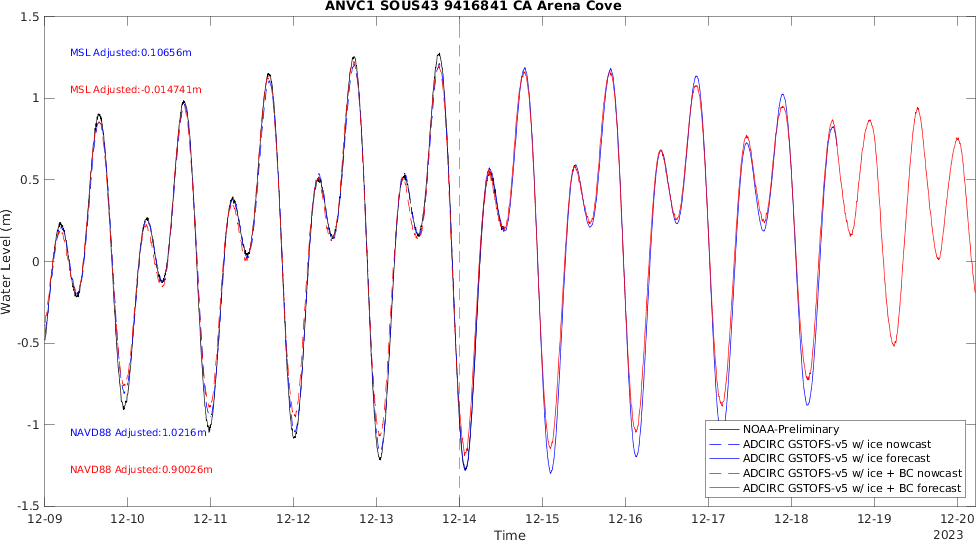 ANVC1 SOUS43 9416841 CA Arena Cove
MSL Adjusted:0.10656m
MSL Adjusted:-0.014741m
NAVD88 Adjusted:1.0216m
NAVD88 Adjusted:0.90026m
Water Level (m)
1.5
1
0.5
0
-0.5
-1
-1.5
NOAA-Preliminary
ADCIRC GSTOFS-v5 w/ ice nowcast
ADCIRC GSTOFS-v5 w/ ice forecast
ADCIRC GSTOFS-v5 w/ ice + BC nowcast
ADCIRC GSTOFS-v5 w/ ice + BC forecast
12-09 12-10 12-11 12-12 12-13 12-14 12-15 12-16 12-17 12-18 12-19 12-20
Time
2023